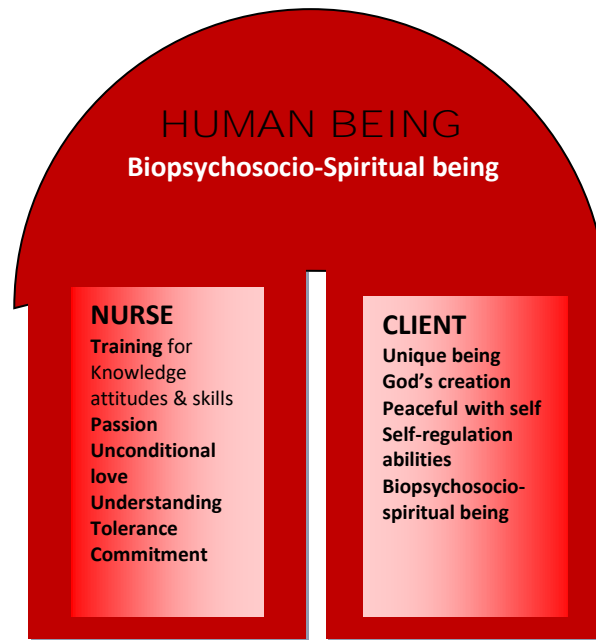 HUMAN BEING
Biopsychosocio-Spiritual being
NURSE
Training for
Knowledge
attitudes & skills
Passion
Unconditional
love
Understanding
Tolerance
Commitment
CLIENT
Unique being
God’s creation
Peaceful with self
Self-regulation
abilities
Biopsychosocio-
spiritual being